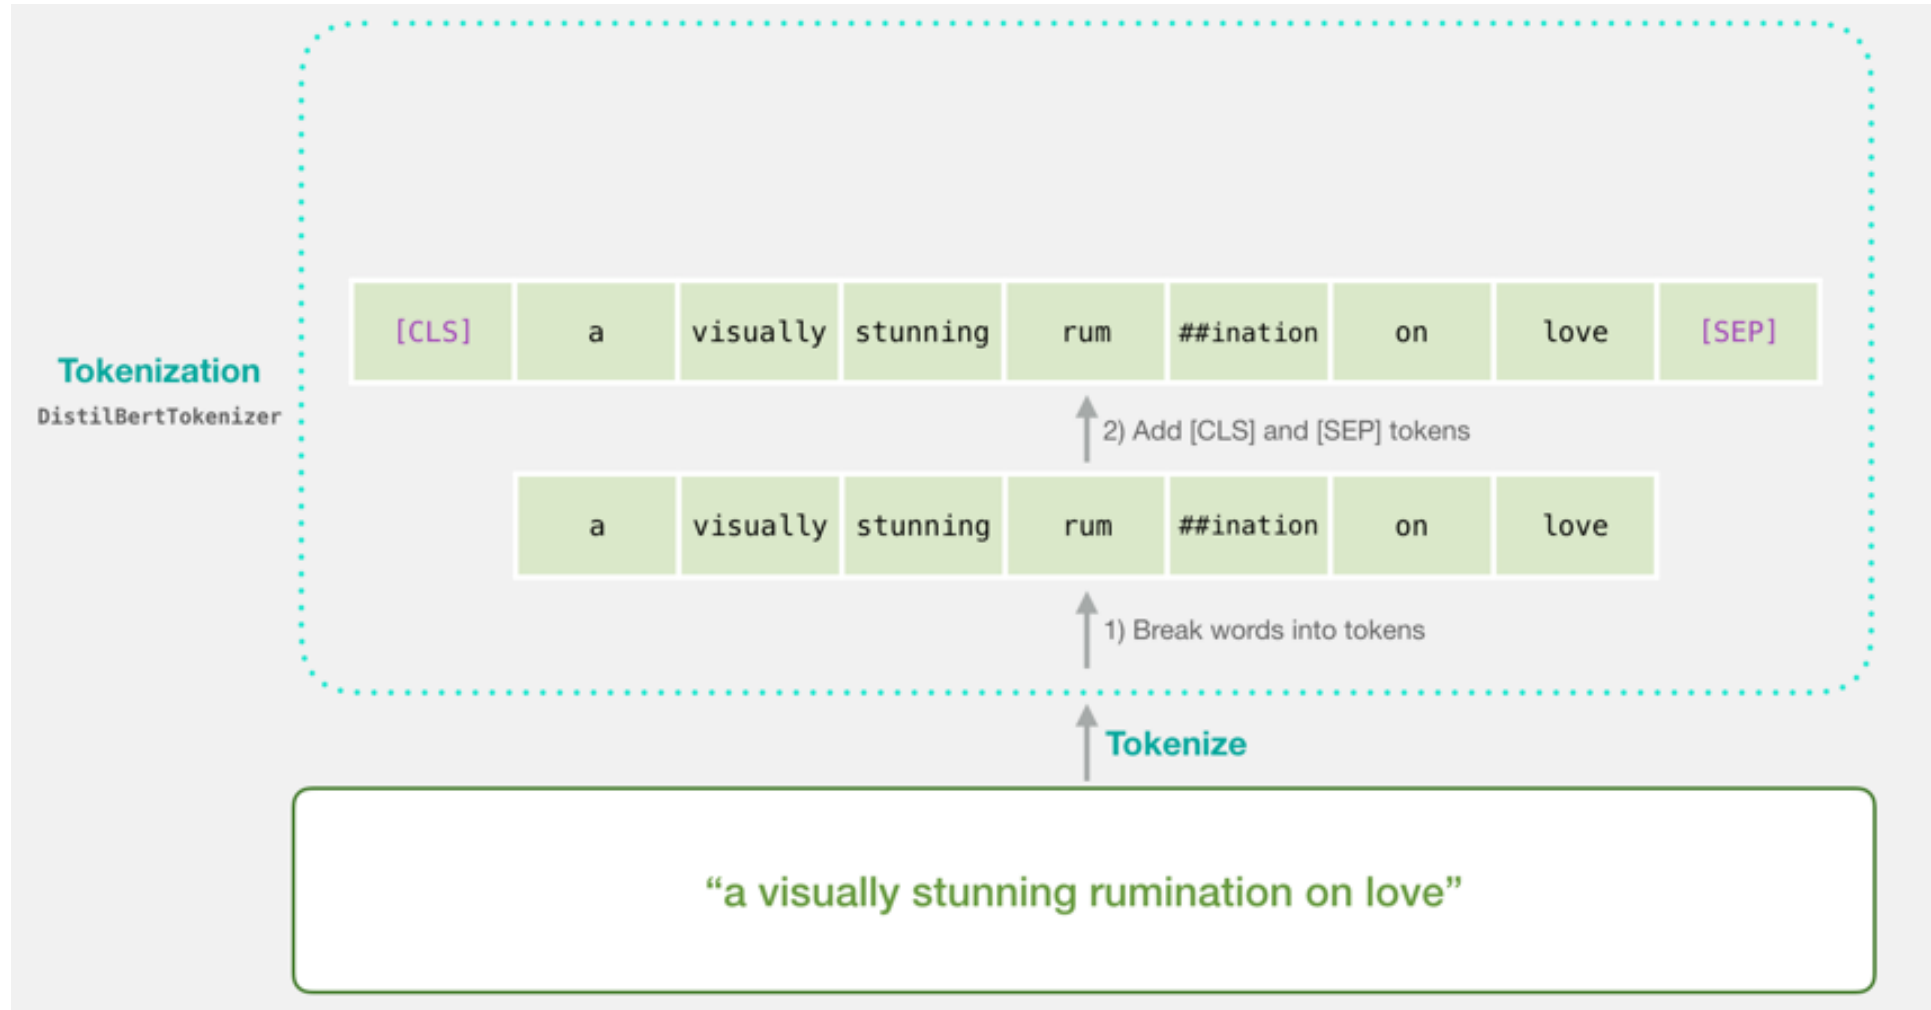 [CLS] a visually stunning rum ##ination on love [SEP]
Tokenization
DistilBertTokenizer
2) Add [CLS] and [SEP] tokens
a visually stunning rum ##ination on love
1) Break words into tokens
Tokenize
“a visually stunning rumination on love”